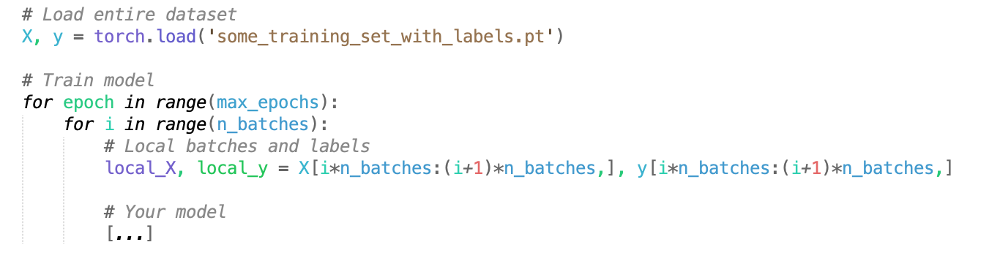 # Load entire dataset
X, y = torch.load('some_training_set_with_labels.pt')
# Train model
for epoch in range(max_epochs):
for i in range(n_batches):
# Local batches and labels
local_X, local_y = X[i*n_batches:(i+1)*n_batches,], y[i*n_batches:(i+1)*n_batches,]
# Your model
[...]